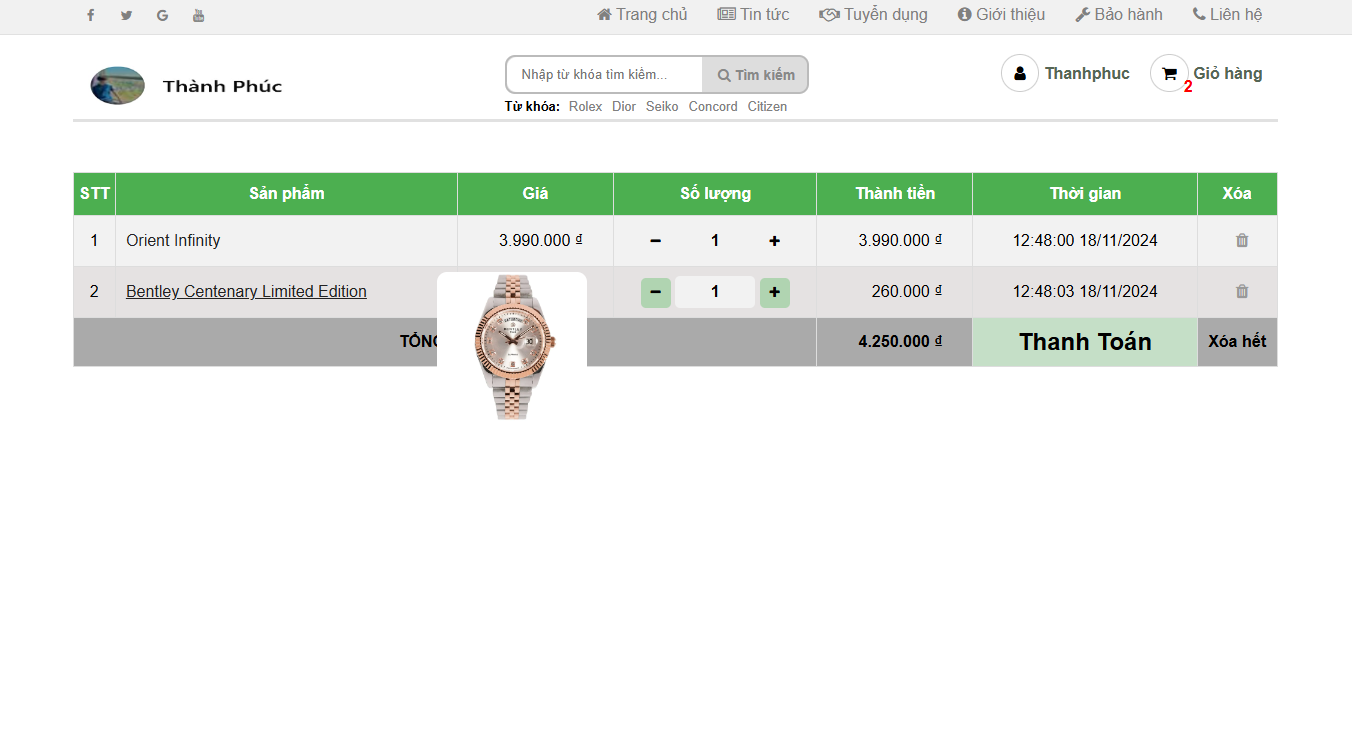 Trang chủ Tin tức Tuyển dụng Giới thiệu Bảo hành Liên hệ
Thành Phúc
Nhập từ khóa tìm kiếm... Tìm kiếm
Từ khóa: Rolex Dior Seiko Concord Citizen
Thanhphuc Giỏ hàng
2
STT Sản phẩm Giá Số lượng Thành tiền Thời gian Xóa
1 Orient Infinity 3.990.000 ₫ 1 3.990.000 ₫ 12:48:00 18/11/2024
2 Bentley Centenary Limited Edition 1 260.000 ₫ 12:48:03 18/11/2024
4.250.000 ₫ Thanh Toán Xóa hết